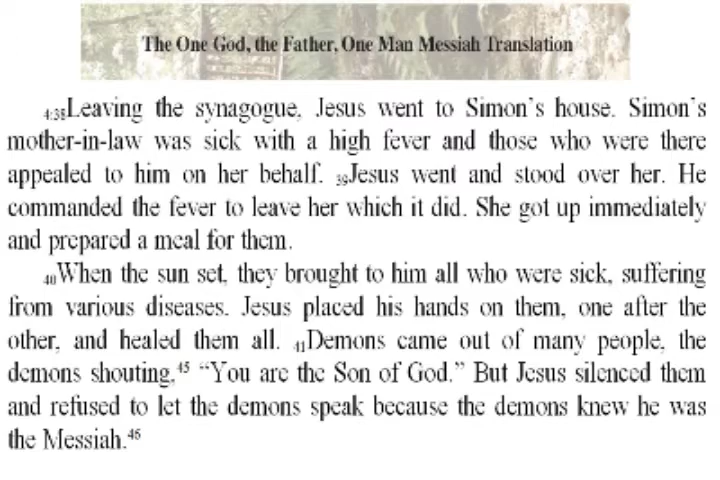 The One God, the Father, One Man Messiah Translation
4:38Leaving the synagogue, Jesus went to Simon's house. Simon's
mother-in-law was sick with a high fever and those who were there
appealed to him on her behalf. 39Jesus went and stood over her. He
commanded the fever to leave her which it did. She got up immediately
and prepared a meal for them.
40When the sun set, they brought to him all who were sick, suffering
from various diseases. Jesus placed his hands on them, one after the
other, and healed them all. 41Demons came out of many people, the
demons shouting,45 “You are the Son of God.” But Jesus silenced them
and refused to let the demons speak because the demons knew he was
the Messiah.46